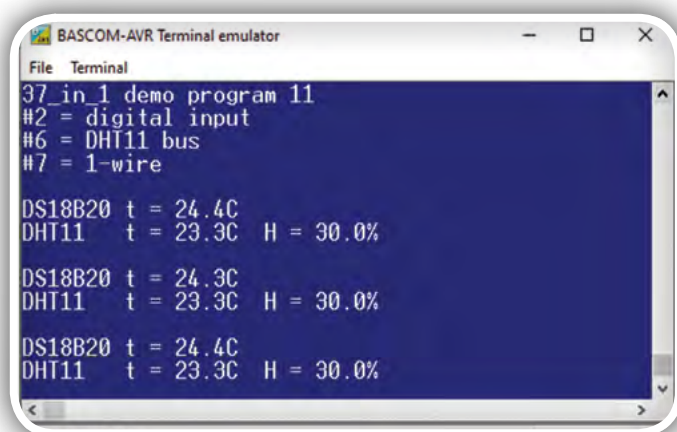 BASCOM-AVR Terminal emulator
File Terminal
37_in_1 demo program 11
#2 = digital input
#6 = DHT11 bus
#7 = 1-wire
DS18B20 t = 24.4C
DHT11 t = 23.3C H = 30.0%
DS18B20 t = 24.3C
DHT11 t = 23.3C H = 30.0%
DS18B20 t = 24.4C
DHT11 t = 23.3C H = 30.0%